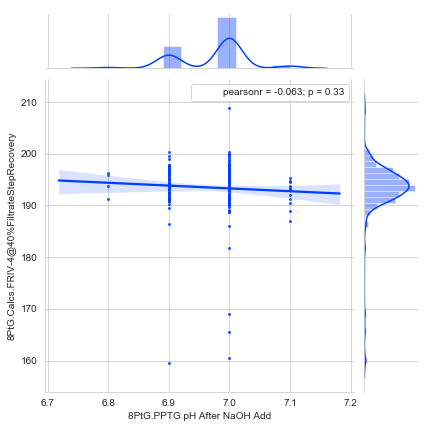 pearsonr = -0.063; p = 0.33
210
200
190
180
170
160
8PtG.Calcs.FRIV-4@40%FiltrateStepRecovery
6.7 6.8 6.9 7.0 7.1 7.2
8PtG.PPTG pH After NaOH Add